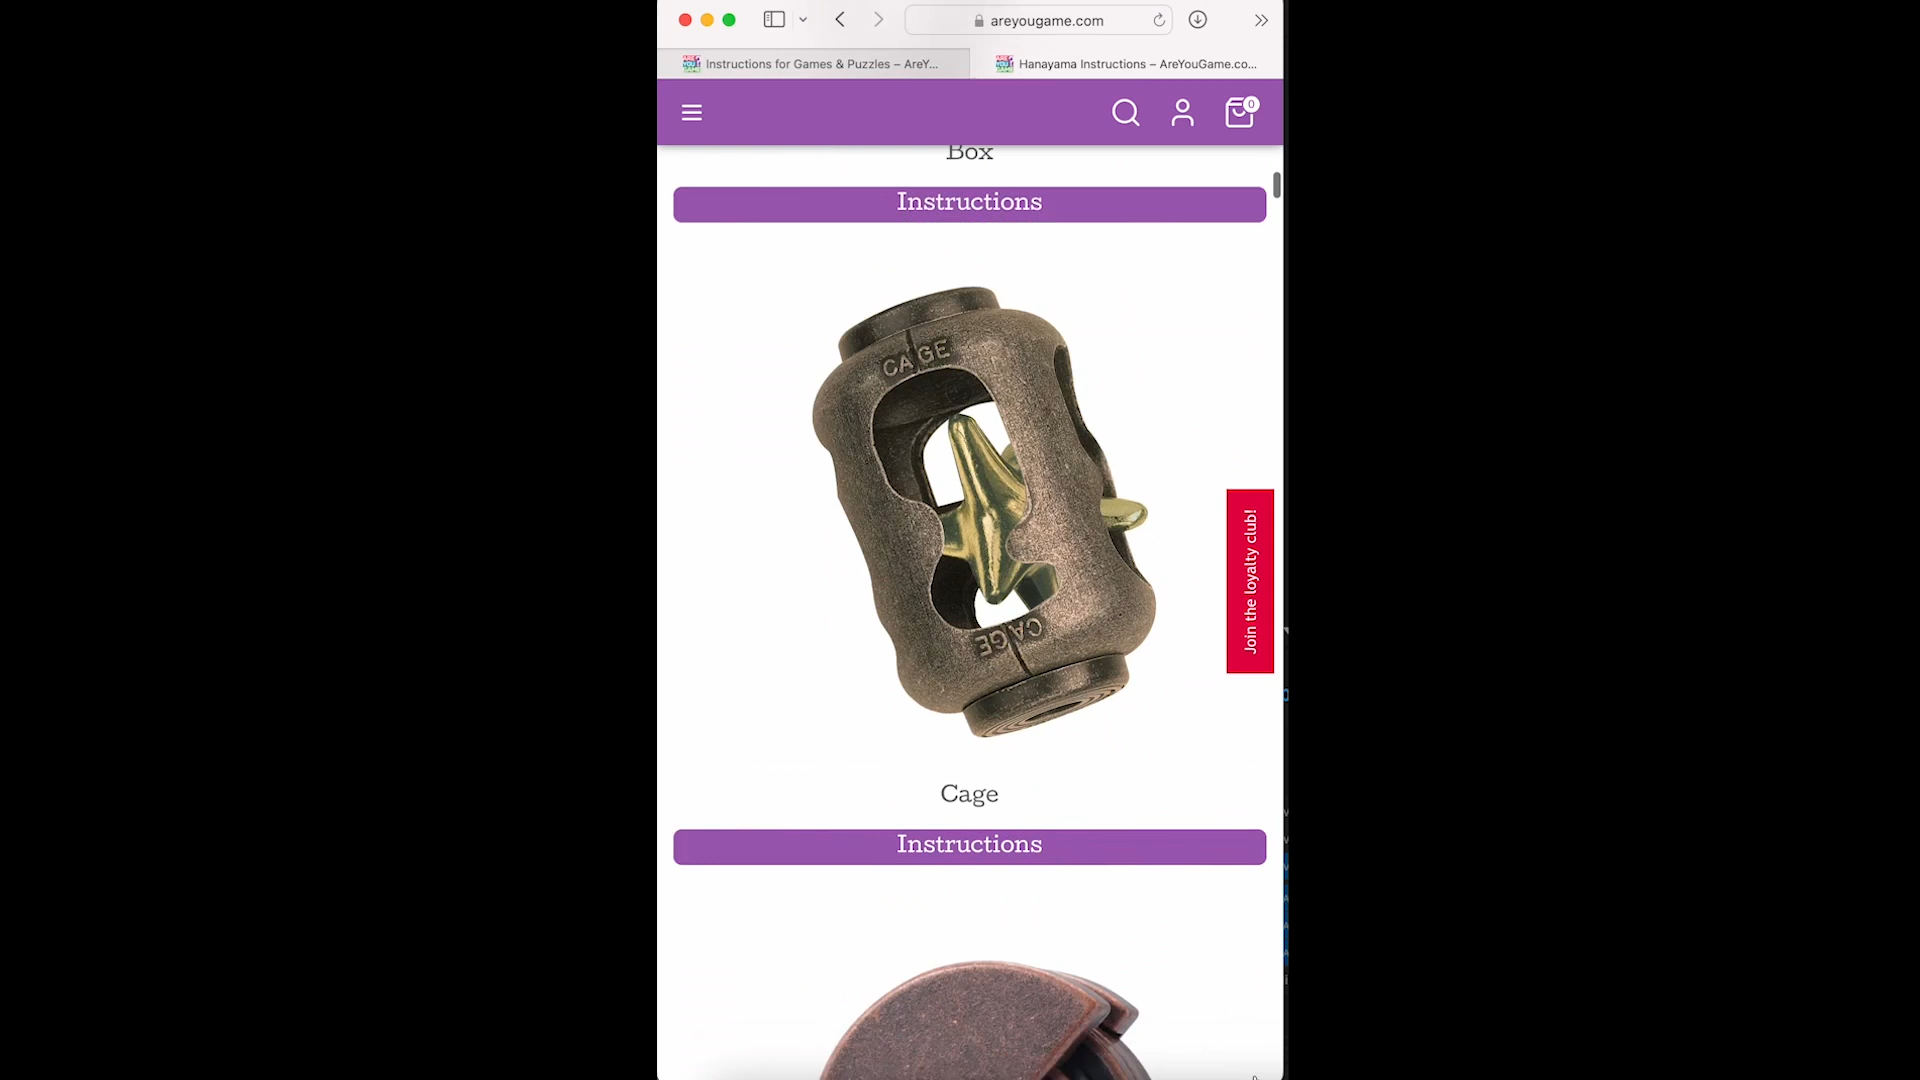 areyougame.com
Instructions for Games & Puzzles – AreY...
Hanayama Instructions – AreYouGame.co...
0
Box
Instructions
CAGE
CAGE
Join the loyalty club!
Cage
Instructions